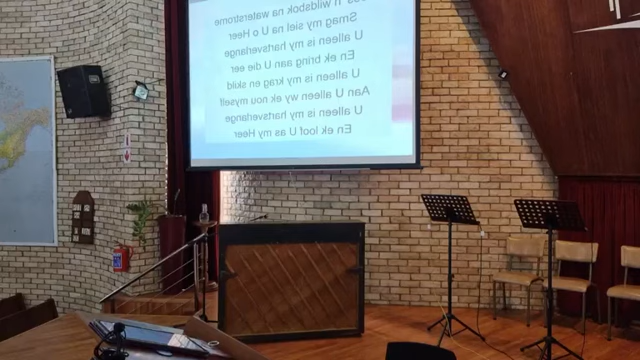 'n wildsbok na waterstrome
Smag my siel na U o Heer
U alleen is my hartsverlange
En ek bring aan U die eer
U alleen is my krag en skild
Aan U alleen wy ek nou myself
U alleen is my hartsverlange
En ek loof U as my Heer